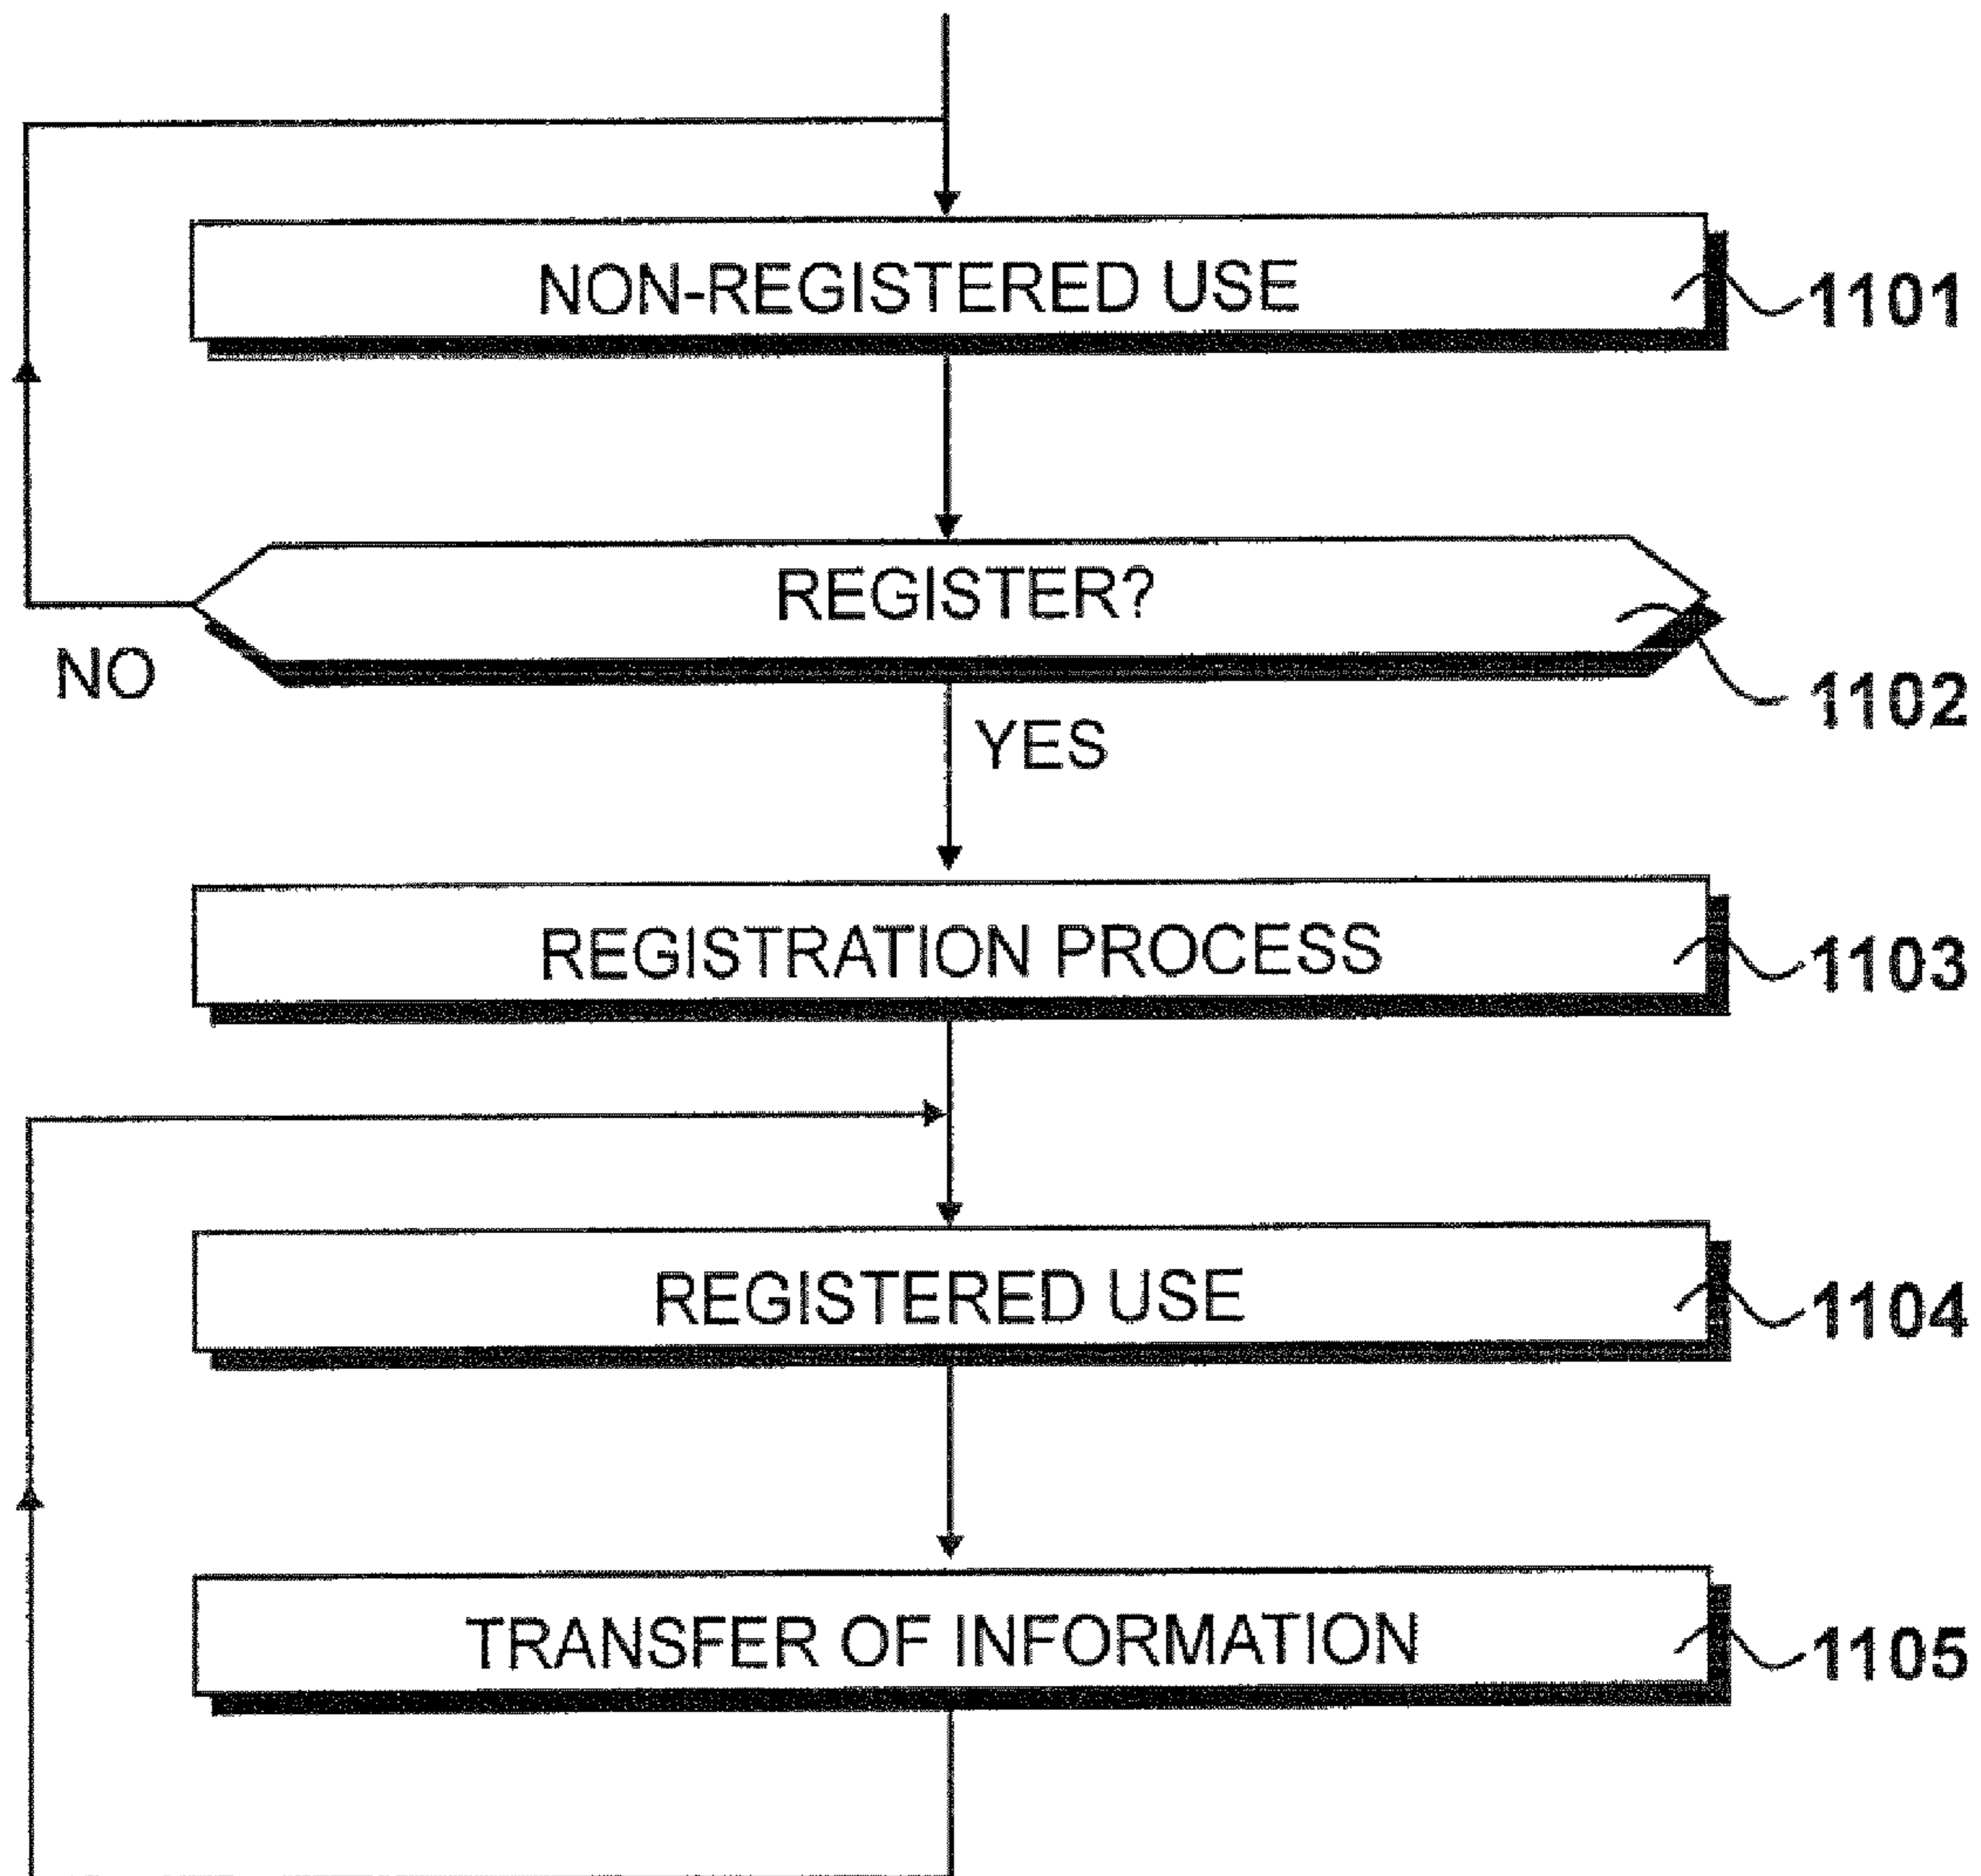 NON-REGISTERED USE
1101
REGISTER?
NO
1102
YES
REGISTRATION PROCESS
1103
REGISTERED USE
1104
TRANSFER OF INFORMATION
1105